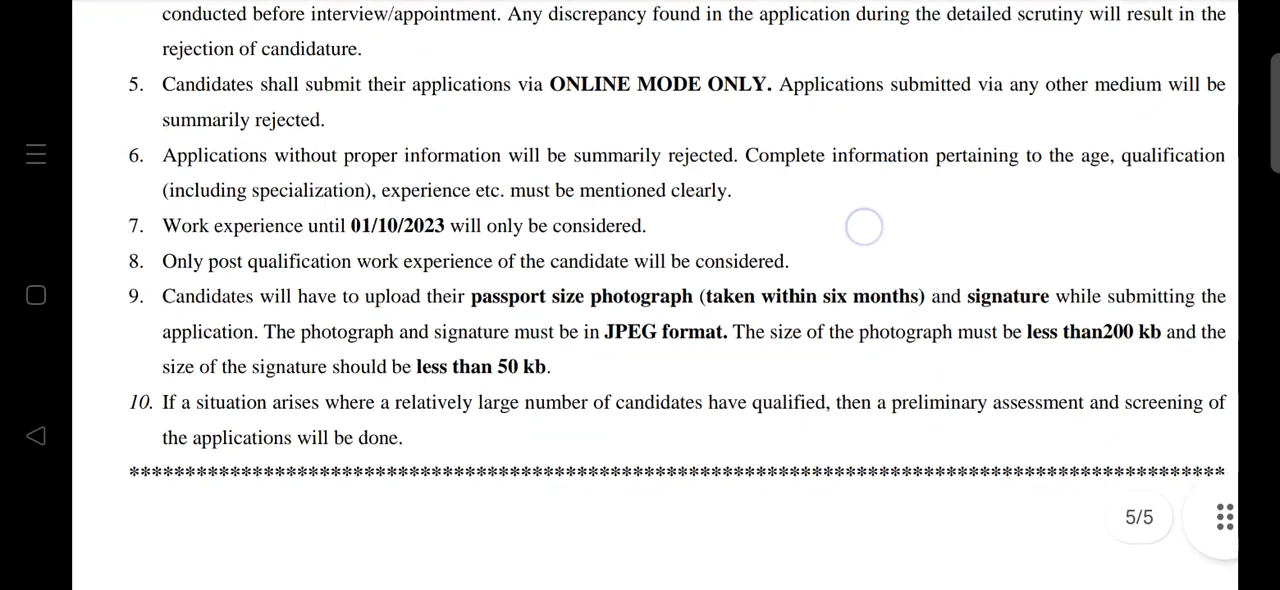 conducted before interview/appointment. Any discrepancy found in the application during the detailed scrutiny will result in the
rejection of candidature.
5. Candidates shall submit their applications via ONLINE MODE ONLY. Applications submitted via any other medium will be
summarily rejected.
6. Applications without proper information will be summarily rejected. Complete information pertaining to the age, qualification
(including specialization), experience etc. must be mentioned clearly.
7. Work experience until 01/10/2023 will only be considered.
8. Only post qualification work experience of the candidate will be considered.
9. Candidates will have to upload their passport size photograph (taken within six months) and signature while submitting the
application. The photograph and signature must be in JPEG format. The size of the photograph must be less than200 kb and the
size of the signature should be less than 50 kb.
10. If a situation arises where a relatively large number of candidates have qualified, then a preliminary assessment and screening of
the applications will be done.
**************************************************************************************************
5/5